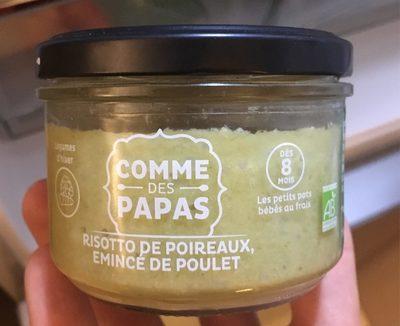 Légumes
d'hiver
COMME
DES
PAPAS
DÈS
8
MOIS
Les petits pots
bébés au frais
AB
RISOTTO DE POIREAUX,
EMINCÉ DE POULET